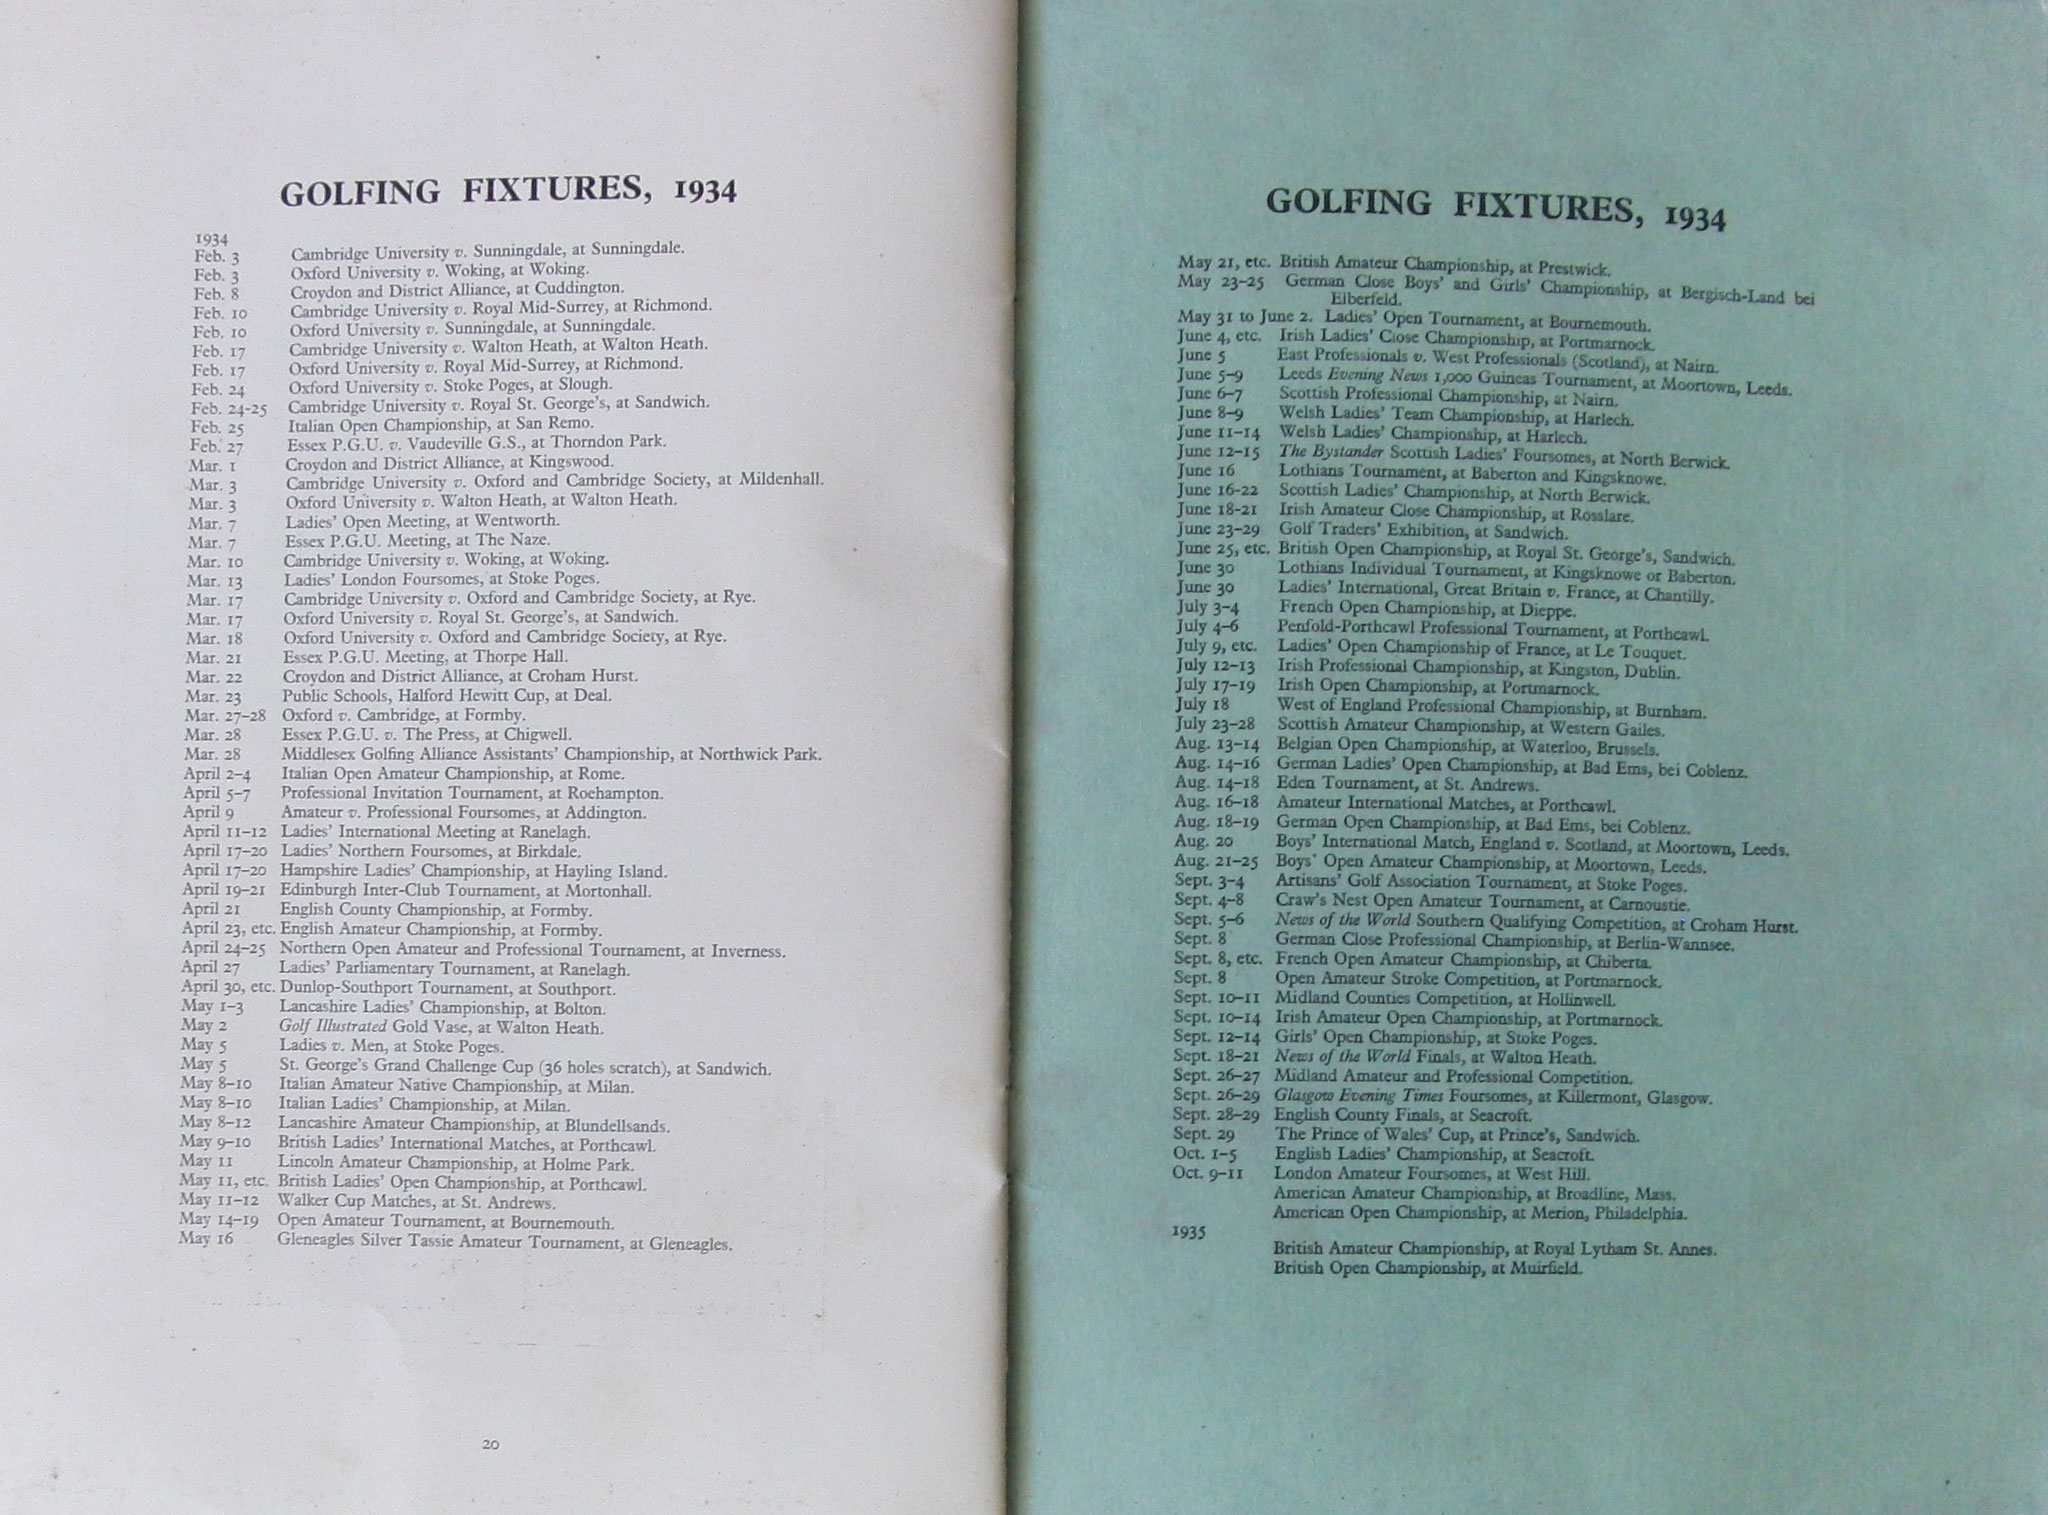 GOLFING FIXTURES, 1934
1934
Feb. 3 Cambridge University v. Sunningdale, at Sunningdale.
Feb. 3 Oxford University v. Woking, at Woking.
Feb. 8 Croydon and District Alliance, at Cuddington.
Feb. 10 Cambridge University v. Royal Mid-Surrey, at Richmond.
Feb. 10 Oxford University v. Sunningdale, at Sunningdale.
Feb. 17 Cambridge University v. Walton Heath, at Walton Heath.
Feb. 17 Oxford University v. Royal Mid-Surrey, at Richmond.
Feb. 24 Oxford University v. Stoke Poges, at Slough.
Feb. 24-25 Cambridge University v. Royal St. George's, at Sandwich.
Feb. 25 Italian Open Championship, at San Remo.
Feb. 27 Essex P.G.U. v. Vaudeville G.S., at Thorndon Park.
Mar. 1 Croydon and District Alliance, at Kingswood.
Mar. 3 Cambridge University v. Oxford and Cambridge Society, at Mildenhall.
Mar. 3 Oxford University v. Walton Heath, at Walton Heath.
Mar. 7 Ladies' Open Meeting, at Wentworth.
Mar. 7 Essex P.G.U. Meeting, at The Naze.
Mar. 10 Cambridge University v. Woking, at Woking.
Mar. 13 Ladies' London Foursomes, at Stoke Poges.
Mar. 17 Cambridge University v. Oxford and Cambridge Society, at Rye.
Mar. 17 Oxford University v. Royal St. George's, at Sandwich.
Mar. 18 Oxford University v. Oxford and Cambridge Society, at Rye.
Mar. 21 Essex P.G.U. Meeting, at Thorpe Hall.
Mar. 22 Croydon and District Alliance, at Croham Hurst.
Mar. 23 Public Schools, Halford Hewitt Cup, at Deal.
Mar. 27–28 Oxford v. Cambridge, at Formby.
Mar. 28 Essex P.G.U. v. The Press, at Chigwell.
Mar. 28 Middlesex Golfing Alliance Assistants' Championship, at Northwick Park.
April 2–4 Italian Open Amateur Championship, at Rome.
April 5–7 Professional Invitation Tournament, at Roehampton.
April 9 Amateur v. Professional Foursomes, at Addington.
April 11–12 Ladies' International Meeting at Ranelagh.
April 17–20 Ladies' Northern Foursomes, at Birkdale.
April 17–20 Hampshire Ladies' Championship, at Hayling Island.
April 19–21 Edinburgh Inter-Club Tournament, at Mortonhall.
April 21 English County Championship, at Formby.
April 23, etc. English Amateur Championship, at Formby.
April 24–25 Northern Open Amateur and Professional Tournament, at Inverness.
April 27 Ladies' Parliamentary Tournament, at Ranelagh.
April 30, etc. Dunlop-Southport Tournament, at Southport.
May 1–3 Lancashire Ladies' Championship, at Bolton.
May 2 Golf Illustrated Gold Vase, at Walton Heath.
May 5 Ladies v. Men, at Stoke Poges.
May 5 St. George's Grand Challenge Cup (36 holes scratch), at Sandwich.
May 8–10 Italian Amateur Native Championship, at Milan.
May 8–10 Italian Ladies' Championship, at Milan.
May 8–12 Lancashire Amateur Championship, at Blundellsands.
May 9–10 British Ladies' International Matches, at Porthcawl.
May 11 Lincoln Amateur Championship, at Holme Park.
May 11, etc. British Ladies' Open Championship, at Porthcawl.
May 11–12 Walker Cup Matches, at St. Andrews.
May 14–19 Open Amateur Tournament, at Bournemouth.
May 16 Gleneagles Silver Tassie Amateur Tournament, at Gleneagles.
20
GOLFING FIXTURES, 1934
May 21, etc. British Amateur Championship, at Prestwick.
May 23–25 German Close Boys' and Girls' Championship, at Bergisch-Land bei
Elberfeld.
May 31 to June 2. Ladies' Open Tournament, at Bournemouth.
June 4, etc. Irish Ladies' Close Championship, at Portmarnock.
June 5 East Professionals v. West Professionals (Scotland), at Nairn.
June 5–9 Leeds Evening News 1,000 Guineas Tournament, at Moortown, Leeds.
June 6–7 Scottish Professional Championship, at Nairn.
June 8–9 Welsh Ladies' Team Championship, at Harlech.
June 11–14 Welsh Ladies' Championship, at Harlech.
June 12–15 The Bystander Scottish Ladies' Foursomes, at North Berwick.
June 16 Lothians Tournament, at Baberton and Kingsknowe.
June 16-22 Scottish Ladies' Championship, at North Berwick.
June 18-21 Irish Amateur Close Championship, at Rosslare.
June 23–29 Golf Traders' Exhibition, at Sandwich.
June 25, etc. British Open Championship, at Royal St. George's, Sandwich.
June 30 Lothians Individual Tournament, at Kingsknowe or Baberton.
June 30 Ladies' International, Great Britain v. France, at Chantilly.
July 3–4 French Open Championship, at Dieppe.
July 4–6 Penfold-Porthcawl Professional Tournament, at Porthcawl.
July 9, etc. Ladies' Open Championship of France, at Le Touquet.
July 12–13 Irish Professional Championship, at Kingston, Dublin.
July 17–19 Irish Open Championship, at Portmarnock.
July 18 West of England Professional Championship, at Burnham.
July 23–28 Scottish Amateur Championship, at Western Gailes.
Aug. 13–14 Belgian Open Championship, at Waterloo, Brussels.
Aug. 14–16 German Ladies' Open Championship, at Bad Ems, bei Coblenz.
Aug. 14–18 Eden Tournament, at St. Andrews.
Aug. 16–18 Amateur International Matches, at Porthcawl.
Aug. 18–19 German Open Championship, at Bad Ems, bei Coblenz.
Aug. 20 Boys' International Match, England v. Scotland, at Moortown, Leeds.
Aug. 21–25 Boys' Open Amateur Championship, at Moortown, Leeds.
Sept. 3–4 Artisans' Golf Association Tournament, at Stoke Poges.
Sept. 4–8 Craw's Nest Open Amateur Tournament, at Carnoustie.
Sept. 5–6 News of the World Southern Qualifying Competition, at Croham Hurst.
Sept. 8 German Close Professional Championship, at Berlin-Wannsee.
Sept. 8, etc. French Open Amateur Championship, at Chiberta.
Sept. 8 Open Amateur Stroke Competition, at Portmarnock.
Sept. 10–11 Midland Counties Competition, at Hollinwell.
Sept. 10–14 Irish Amateur Open Championship, at Portmarnock.
Sept. 12–14 Girls' Open Championship, at Stoke Poges.
Sept. 18–21 News of the World Finals, at Walton Heath.
Sept. 26–27 Midland Amateur and Professional Competition.
Sept. 26–29 Glasgow Evening Times Foursomes, at Killermont, Glasgow.
Sept. 28–29 English County Finals, at Seacroft.
Sept. 29 The Prince of Wales' Cup, at Prince's, Sandwich.
Oct. 1–5 English Ladies' Championship, at Seacroft.
Oct. 9–11 London Amateur Foursomes, at West Hill.
American Amateur Championship, at Broadline, Mass.
American Open Championship, at Merion, Philadelphia.
1935
British Amateur Championship, at Royal Lytham St. Annes.
British Open Championship, at Muirfield.